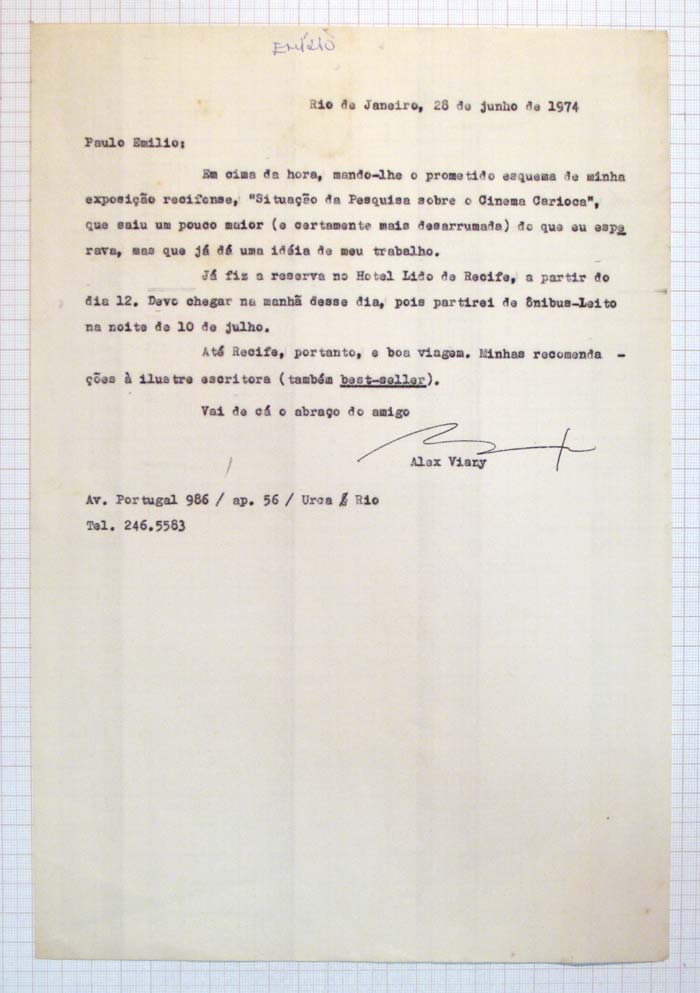 EMÍLIO
Rio de Janeiro, 28 de junho de 1974
Paulo Emilio:
Em cima da hora, mando-lhe o prometido esquema de minha
exposição recifense, "Situação da Pesquisa sobre o Cinema Carioca",
que saiu um pouco maior (e certamente mais desarrumada) do que eu espe
rava, mas que já dá uma idéia de meu trabalho.
Já fiz a reserva no Hotel Lido de Recife, a partir do
dia 12. Devo chegar na manhã desse dia, pois partirei de ônibus-Leito
na noite de 10 de julho.
Até Recife, portanto, e boa viagem. Minhas recomenda -
ções à ilustre escritora (também best-seller).
Vai de cá o abraço do amigo
Alex Viany
Av. Portugal 986 / ap. 56 / Urca / Rio
Tel. 246.5583